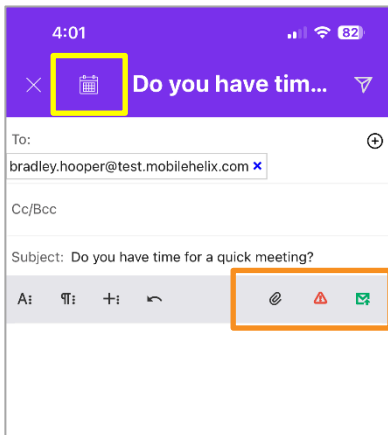 4:01
82
Do you have tim...
To:
bradley.hooper@test.mobilehelix.com ×
Cc/Bcc
Subject: Do you have time for a quick meeting?
A